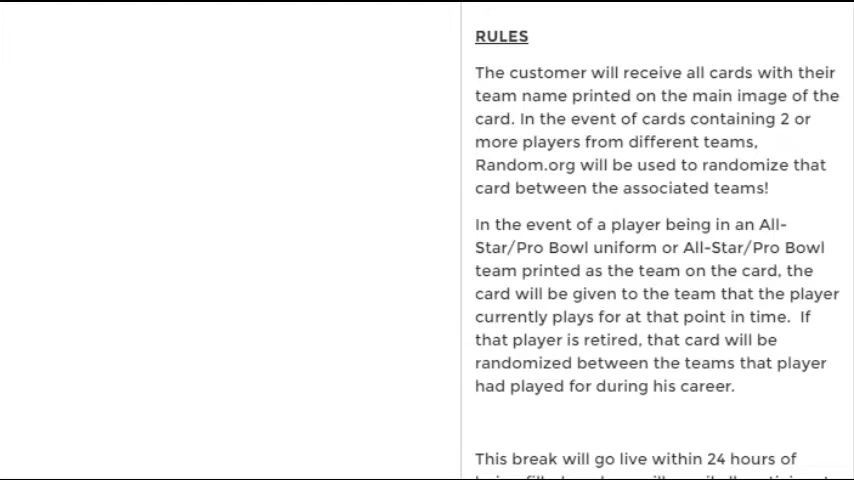 RULES
The customer will receive all cards with their
team name printed on the main image of the
card. In the event of cards containing 2 or
more players from different teams,
Random.org will be used to randomize that
card between the associated teams!
In the event of a player being in an All-
Star/Pro Bowl uniform or All-Star/Pro Bowl
team printed as the team on the card, the
card will be given to the team that the player
currently plays for at that point in time.  If
that player is retired, that card will be
randomized between the teams that player
had played for during his career.
This break will go live within 24 hours of